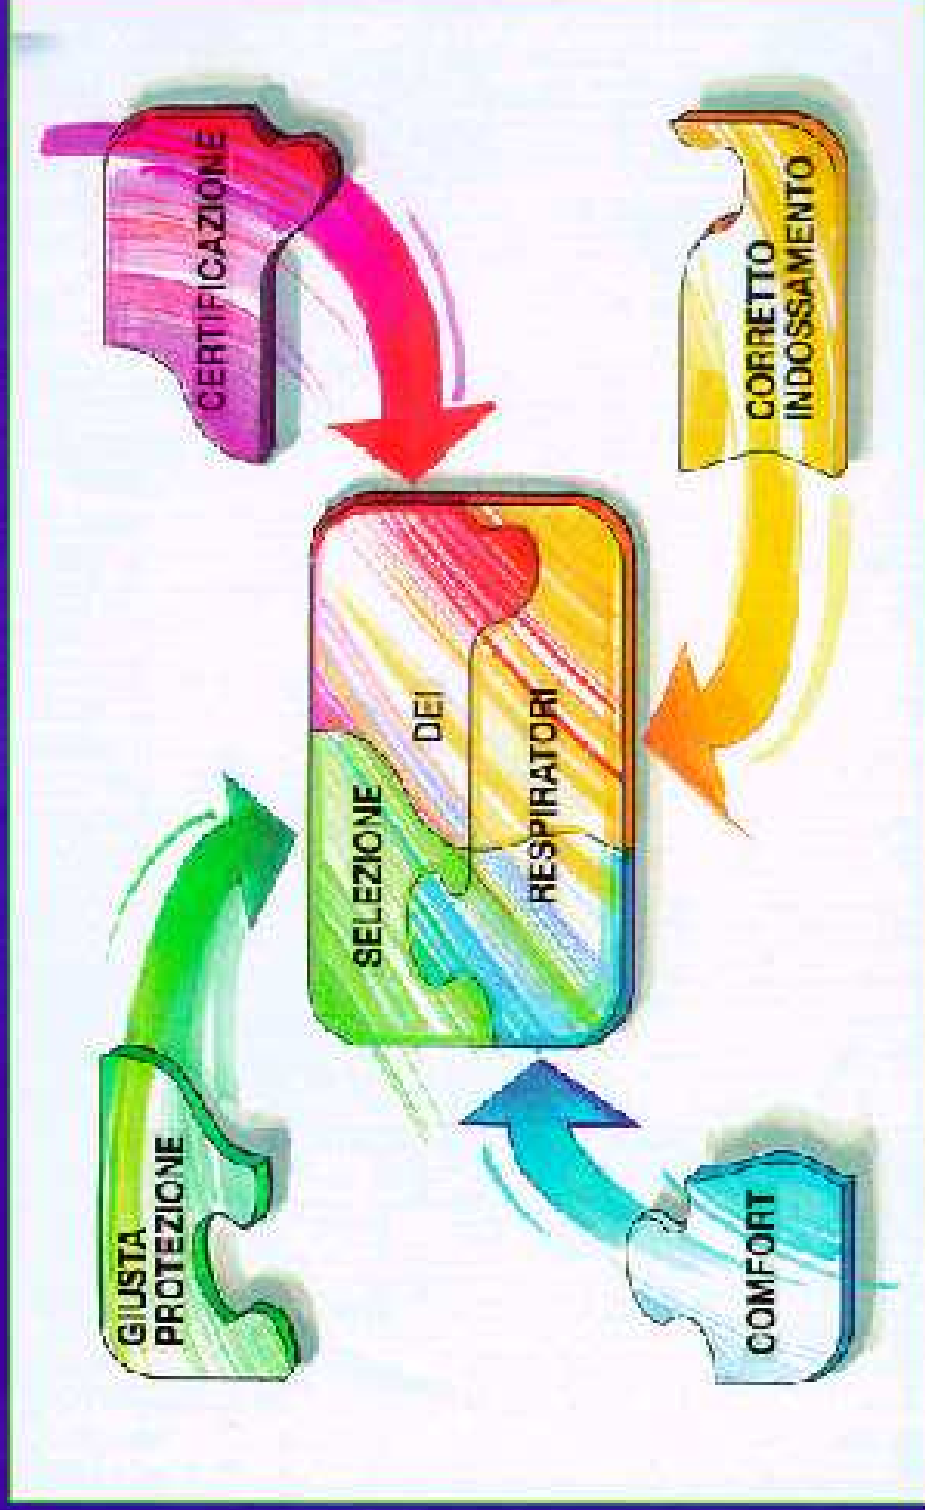 GIUSTA
PROTEZIONE
CERTIFICAZIONE
SELEZIONE
DEI
RESPIRATORI
COMFORT
CORRETTO
INDOSSAMENTO